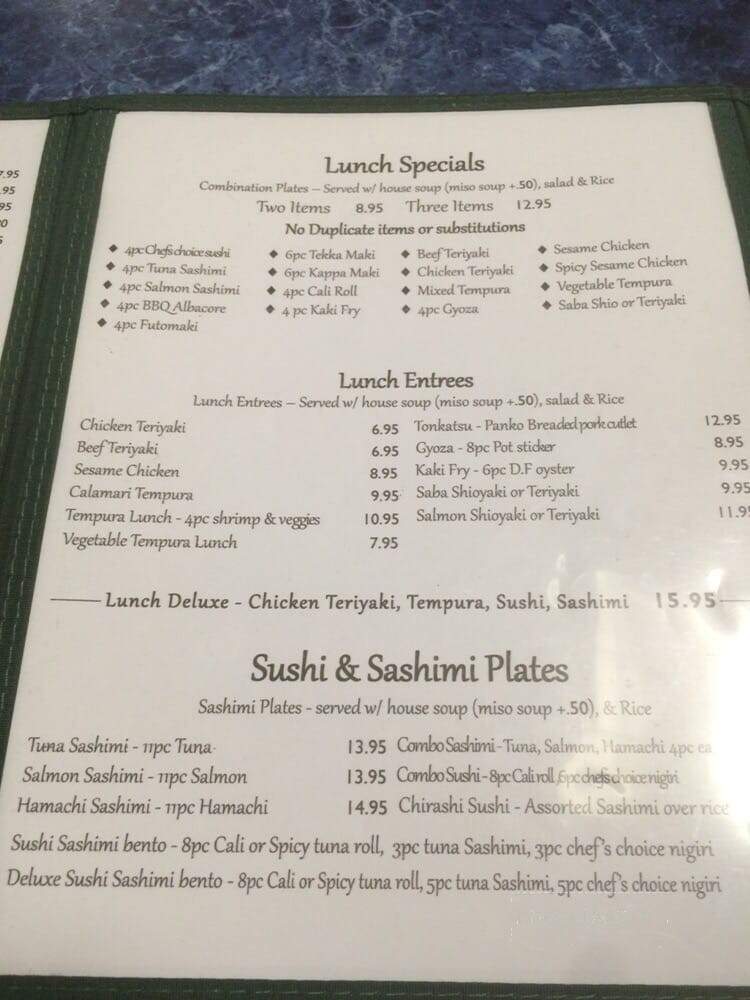 7.95
.95
95
0
5
Lunch Specials
Combination Plates – Served w/ house soup (miso soup +.50), salad & Rice
Two Items 8.95 Three Items 12.95
No Duplicate items or substitutions
◆ 4pc Chefs choice sushi
◆ 4pc Tuna Sashimi
◆ 4pc Salmon Sashimi
◆ 4pc BBQ Albacore
◆ 4pc Futomaki
◆ 6pc Tekka Maki
◆ 6pc Kappa Maki
◆ 4pc Cali Roll
◆ 4 pc Kaki Fry
◆ Beef Teriyaki
◆ Chicken Teriyaki
◆ Mixed Tempura
◆ 4pc Gyoza
◆ Sesame Chicken
◆ Spicy Sesame Chicken
◆ Vegetable Tempura
◆ Saba Shio or Teriyaki
Lunch Entrees
Lunch Entrees – Served w/ house soup (miso soup +.50), salad & Rice
Chicken Teriyaki 6.95
Beef Teriyaki 6.95
Sesame Chicken 8.95
Calamari Tempura 9.95
Tempura Lunch - 4pc shrimp & veggies 10.95
Vegetable Tempura Lunch 7.95
Tonkatsu - Panko Breaded pork cutlet 12.95
Gyoza - 8pc Pot sticker 8.95
Kaki Fry - 6pc D.F oyster 9.95
Saba Shioyaki or Teriyaki 9.95
Salmon Shioyaki or Teriyaki 11.95
Lunch Deluxe - Chicken Teriyaki, Tempura, Sushi, Sashimi 15.95
Sushi & Sashimi Plates
Sashimi Plates - served w/ house soup (miso soup +.50), & Rice
Tuna Sashimi - 11pc Tuna 13.95
Salmon Sashimi - 11pc Salmon 13.95
Hamachi Sashimi - 11pc Hamachi 14.95
Combo Sashimi - Tuna, Salmon, Hamachi 4pc ea
Combo Sushi - 8pc Cali roll ,6pc chefs choice nigiri
Chirashi Sushi - Assorted Sashimi over rice
Sushi Sashimi bento - 8pc Cali or Spicy tuna roll, 3pc tuna Sashimi, 3pc chef's choice nigiri
Deluxe Sushi Sashimi bento - 8pc Cali or Spicy tuna roll, 5pc tuna Sashimi, 5pc chef's choice nigiri